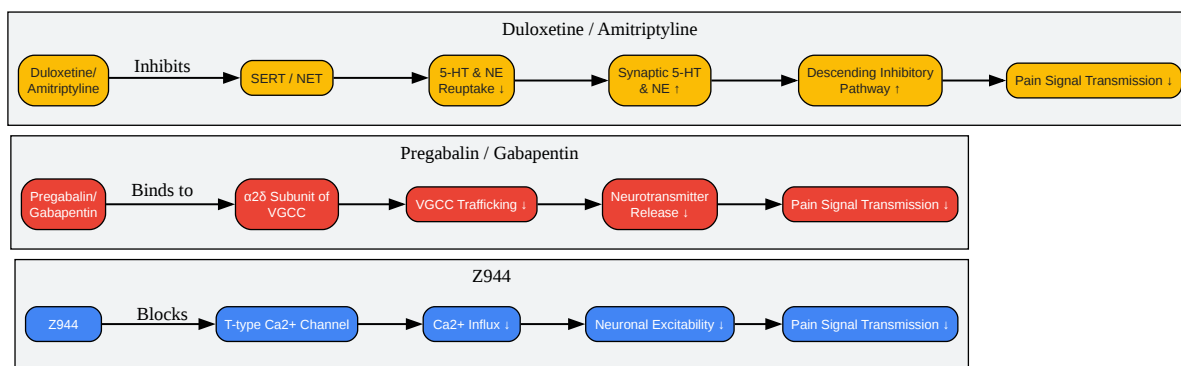 Duloxetine / Amitriptyline
Duloxetine/
Amitriptyline
Inhibits
SERT / NET
5-HT & NE
Reuptake ↓
Synaptic 5-HT
& NE ↑
Descending Inhibitory
Pathway ↑
Pain Signal Transmission ↓
Pregabalin / Gabapentin
Pregabalin/
Gabapentin
Binds to
α2δ Subunit of
VGCC
VGCC Trafficking ↓
Neurotransmitter
Release ↓
Pain Signal Transmission ↓
Z944
Z944
Blocks
T-type Ca2+ Channel
Ca2+ Influx ↓
Neuronal Excitability ↓
Pain Signal Transmission ↓